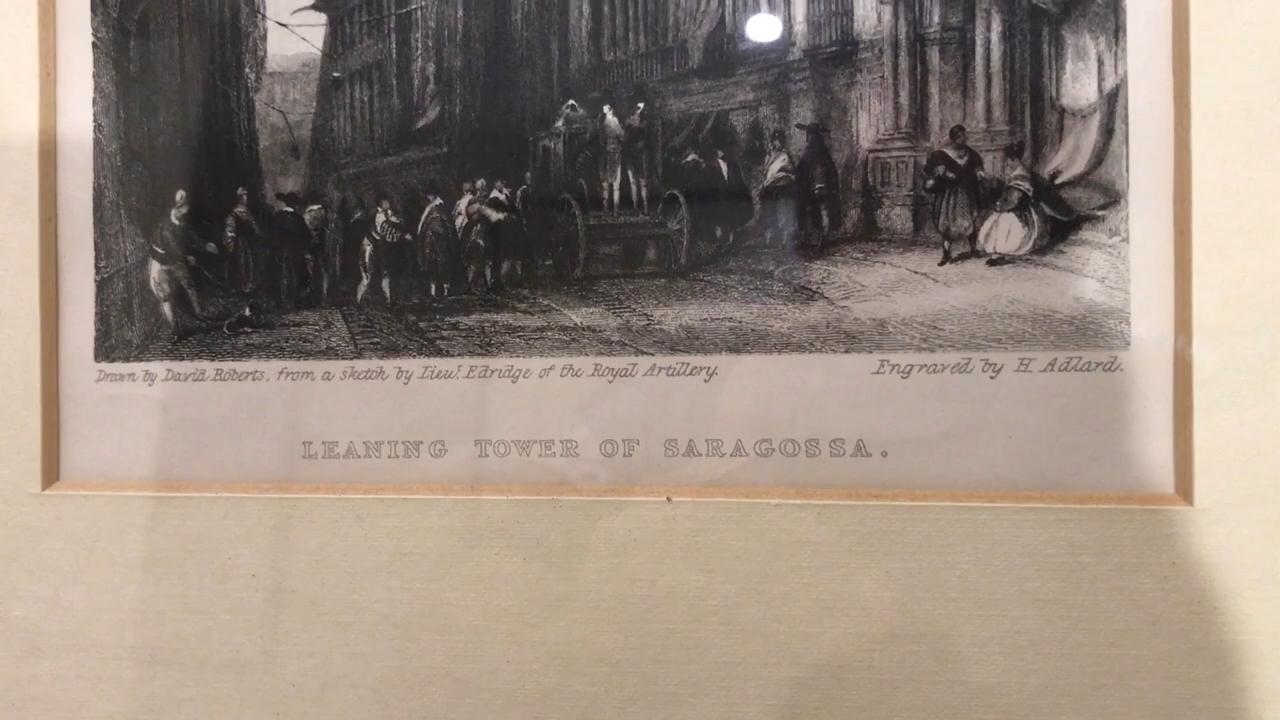 Drawn by David Roberts, from a sketch by Lieut. Edridge of the Royal Artillery.
Engraved by H. Adlard.
LEANING TOWER OF SARAGOSSA.